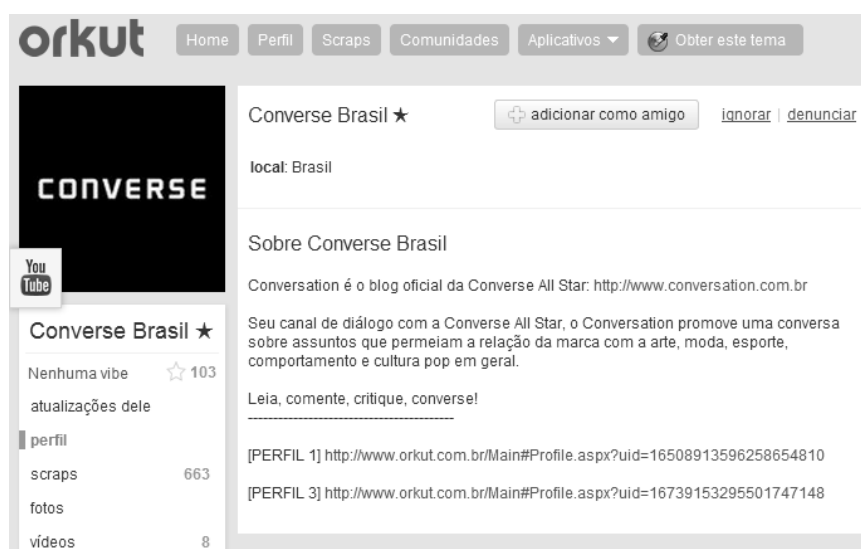 orkut
Home Perfil Scraps Comunidades Aplicativos Obter este tema
CONVERSE
You
Tube
Converse Brasil ★
Nenhuma vibe 103
atualizações dele
perfil
scraps 663
fotos
vídeos 8
Converse Brasil ★ adicionar como amigo ignorar | denunciar
local: Brasil
Sobre Converse Brasil
Conversation é o blog oficial da Converse All Star: http://www.conversation.com.br
Seu canal de diálogo com a Converse All Star, o Conversation promove uma conversa
sobre assuntos que permeiam a relação da marca com a arte, moda, esporte,
comportamento e cultura pop em geral.
Leia, comente, critique, converse!
-----------------------------------------
[PERFIL 1] http://www.orkut.com.br/Main#Profile.aspx?uid=16508913596258654810
[PERFIL 3] http://www.orkut.com.br/Main#Profile.aspx?uid=16739153295501747148